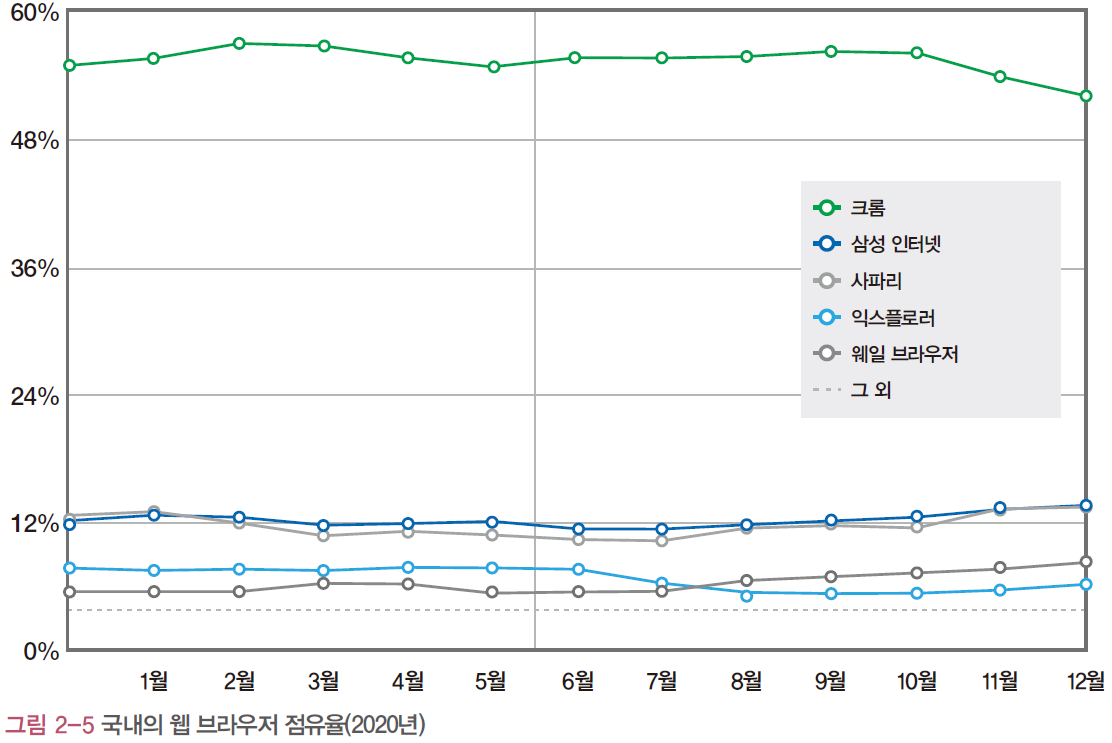 60%
48%
36%
24%
12%
0%
크롬
삼성 인터넷
사파리
익스플로러
웨일 브라우저
그 외
1월 2월 3월 4월 5월 6월 7월 8월 9월 10월 11월 12월
그림 2-5 국내의 웹 브라우저 점유율(2020년)